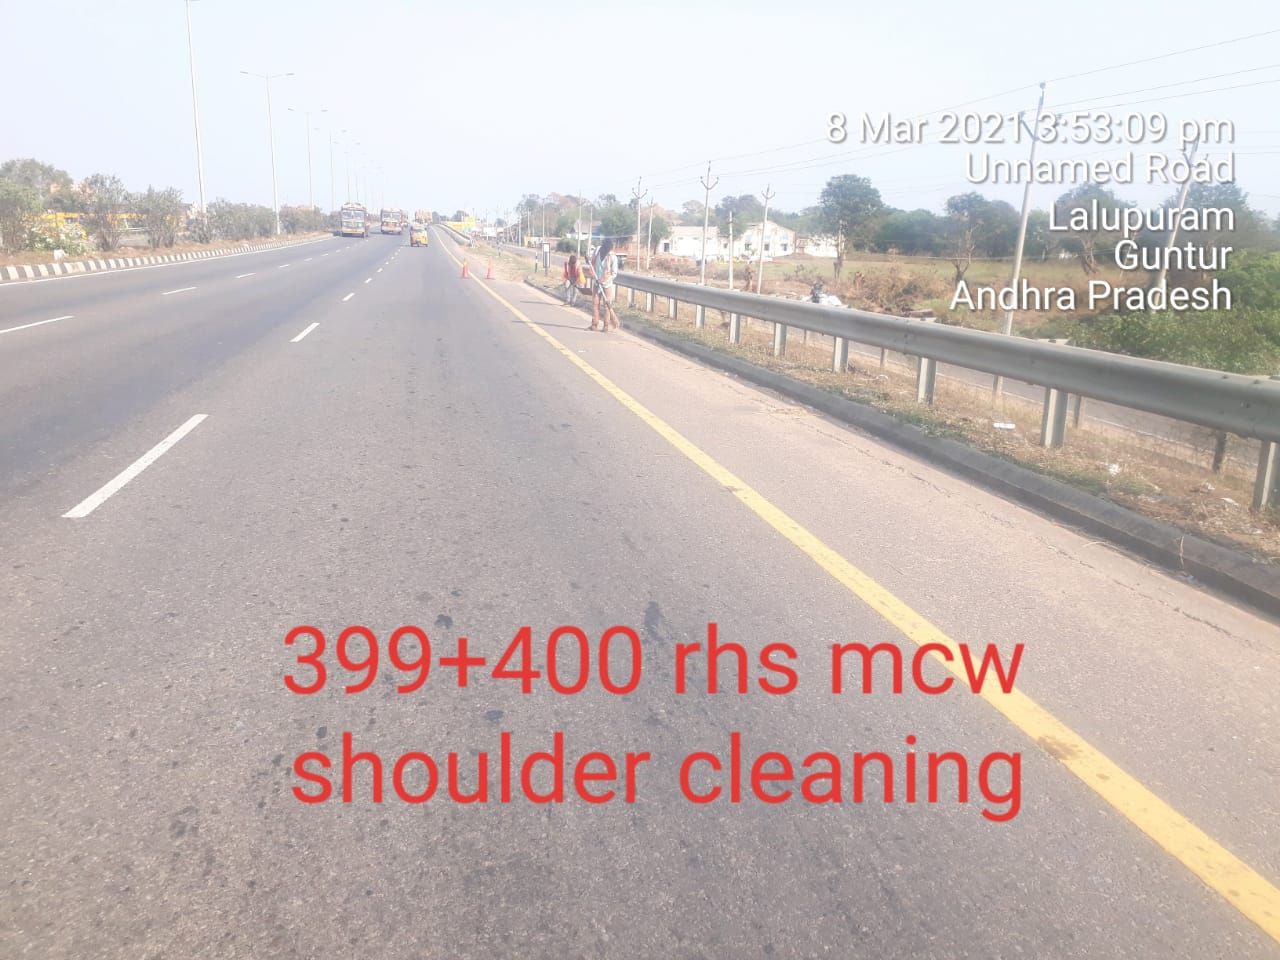 8 Mar 2021 3:53:09 pm
Unnamed Road
Lalupuram
Guntur
Andhra Pradesh
399+400 rhs mcw
shoulder cleaning